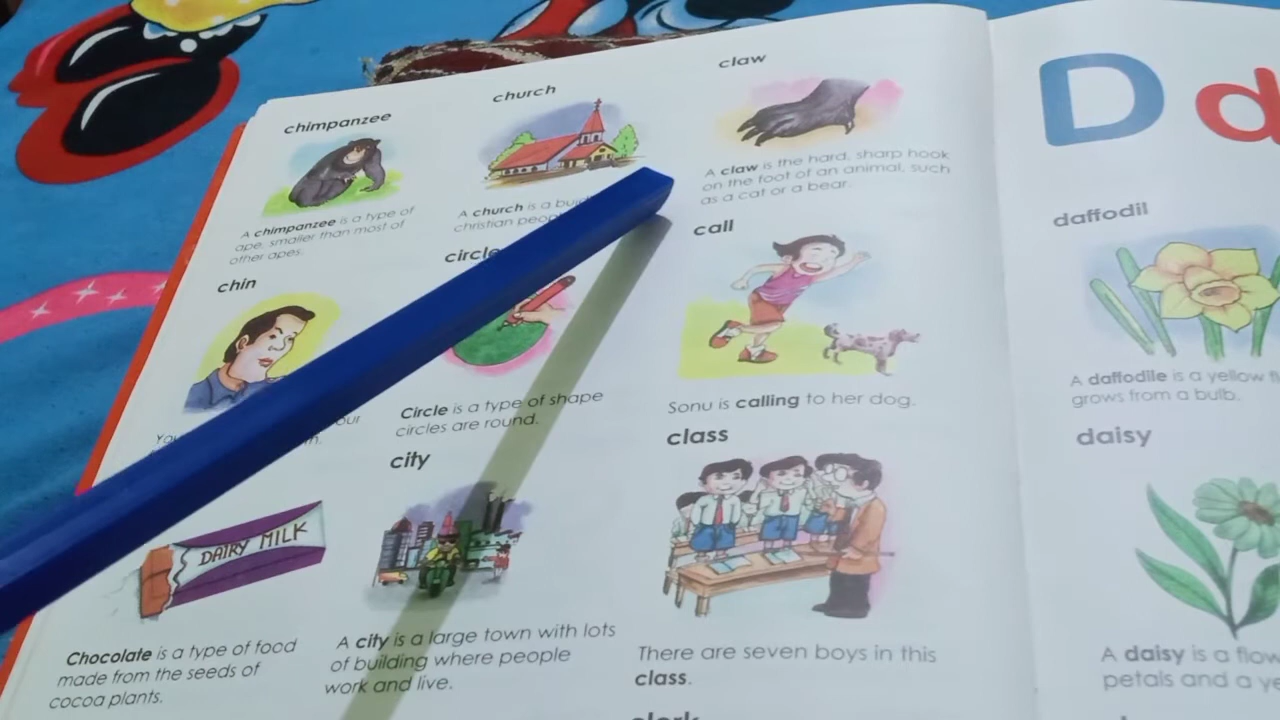 chimpanzee
A chimpanzee is a type of
ape, smaller than most of
other apes.
chin
DAIRY MILK
Chocolate is a type of food
made from the seeds of
cocoa plants.
church
A church is a
christian
circle
Circle is a type of shape
circles are round.
city
A city is a large town with lots
of building where people
work and live.
claw
A claw is the hard, sharp hook
on the foot of an animal, such
as a cat or a bear.
call
Sonu is calling to her dog.
class
There are seven boys in this
class.
D d
daffodil
A daffodile is a yellow
grows from a bulb.
daisy
A daisy is a
petals and a